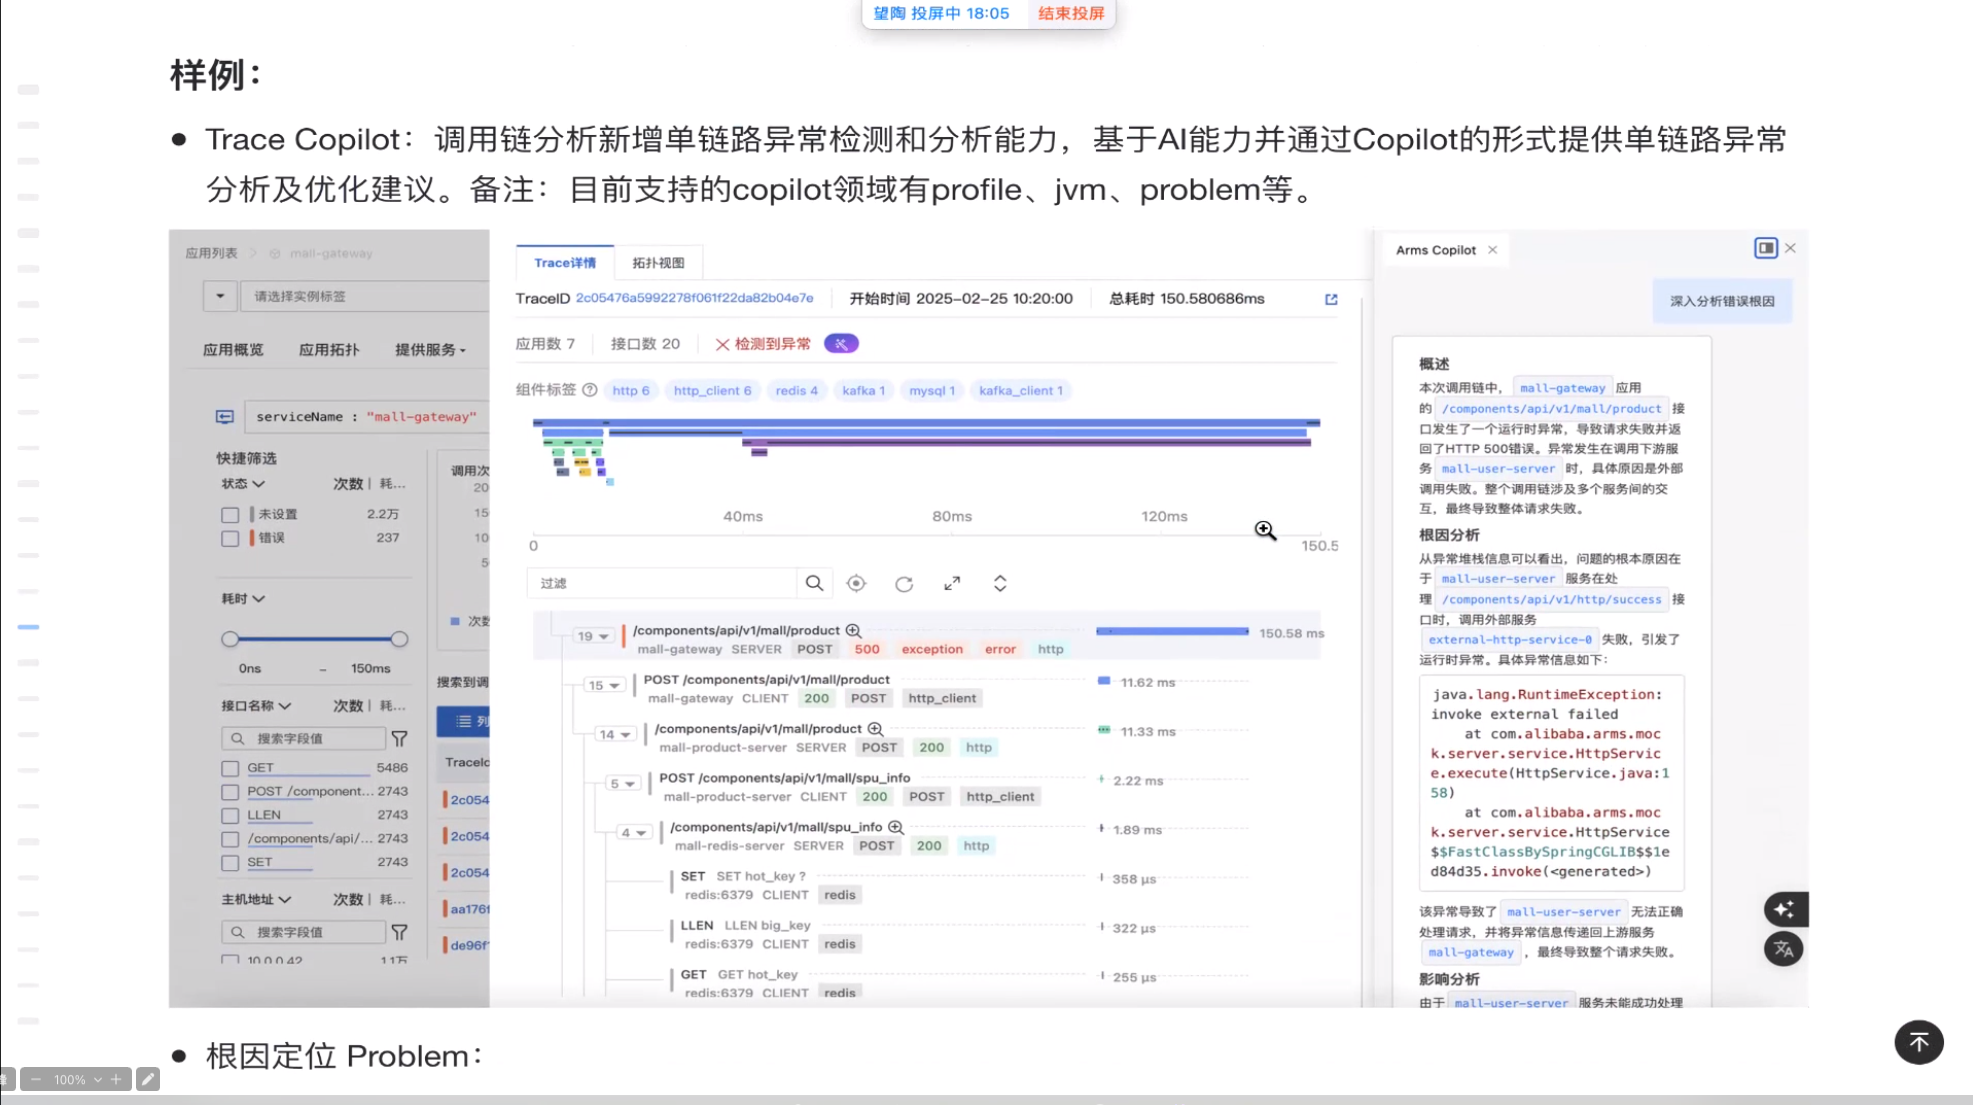 望陶 投屏中 18:05 结束投屏
样例：
● Trace Copilot：调用链分析新增单链路异常检测和分析能力，基于AI能力并通过Copilot的形式提供单链路异常
分析及优化建议。备注：目前支持的copilot领域有profile、jvm、problem等。
应用列表 > mall-gateway
请选择实例标签
应用概览 应用拓扑 提供服务
serviceName : "mall-gateway"
快捷筛选
状态 次数 | 耗...
未设置 2.2万
错误 237
耗时
0ns – 150ms
接口名称 次数 | 耗...
搜索字段值
GET 5486
POST /component... 2743
LLEN 2743
/components/api/... 2743
SET 2743
主机地址 次数 | 耗...
搜索字段值
10.0.0.42 1.1万
调用次
20
15
10
5
次数
搜索到调
列
TraceId
2c054
2c054
2c054
aa176f
de96f
Trace详情 拓扑视图
TraceID 2c05476a5992278f061f22da82b04e7e 开始时间 2025-02-25 10:20:00 总耗时 150.580686ms
应用数 7 接口数 20 检测到异常
组件标签 http 6 http_client 6 redis 4 kafka 1 mysql 1 kafka_client 1
40ms 80ms 120ms
0 150.5
过滤
19 /components/api/v1/mall/product 150.58 ms
mall-gateway SERVER POST 500 exception error http
15 POST /components/api/v1/mall/product 11.62 ms
mall-gateway CLIENT 200 POST http_client
14 /components/api/v1/mall/product 11.33 ms
mall-product-server SERVER POST 200 http
5 POST /components/api/v1/mall/spu_info 2.22 ms
mall-product-server CLIENT 200 POST http_client
4 /components/api/v1/mall/spu_info 1.89 ms
mall-redis-server SERVER POST 200 http
SET SET hot_key ? 358 μs
redis:6379 CLIENT redis
LLEN LLEN big_key 322 μs
redis:6379 CLIENT redis
GET GET hot_key 255 μs
redis:6379 CLIENT redis
Arms Copilot
深入分析错误根因
概述
本次调用链中， mall-gateway 应用
的 /components/api/v1/mall/product 接
口发生了一个运行时异常，导致请求失败并返
回了HTTP 500错误。异常发生在调用下游服
务 mall-user-server 时，具体原因是外部
调用失败。整个调用链涉及多个服务间的交
互，最终导致整体请求失败。
根因分析
从异常堆栈信息可以看出，问题的根本原因在
于 mall-user-server 服务在处
理 /components/api/v1/http/success 接
口时，调用外部服务
external-http-service-0 失败，引发了
运行时异常。具体异常信息如下：
java.lang.RuntimeException:
invoke external failed
at com.alibaba.arms.moc
k.server.service.HttpServic
e.execute(HttpService.java:1
58)
at com.alibaba.arms.moc
k.server.service.HttpService
$$FastClassBySpringCGLIB$$1e
d84d35.invoke(<generated>)
该异常导致了 mall-user-server 无法正确
处理请求，并将异常信息传递回上游服务
mall-gateway ，最终导致整个请求失败。
影响分析
由于 mall-user-server 服务未能成功处理
● 根因定位 Problem：
100%